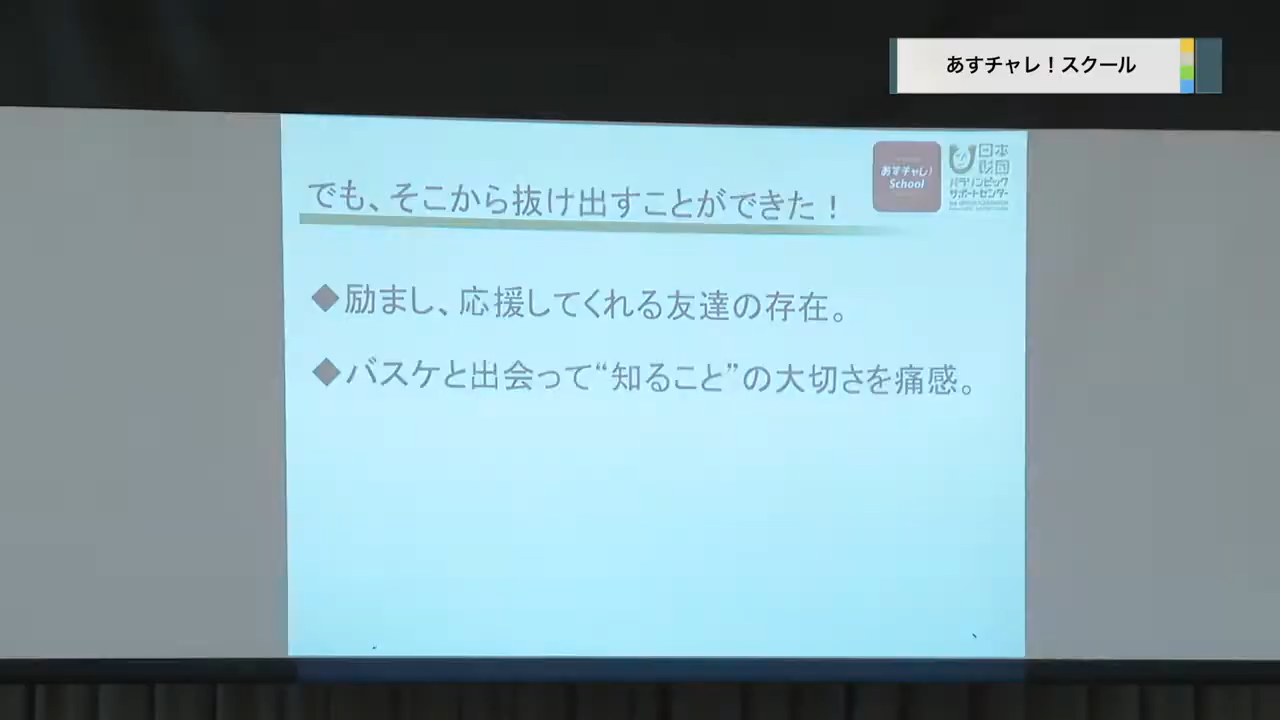 あすチャレ！スクール
あすチャレ！
School
日本
財団
パラリンピック
サポートセンター
でも、そこから抜け出すことができた！
◆励まし、応援してくれる友達の存在。
◆バスケと出会って“知ること”の大切さを痛感。